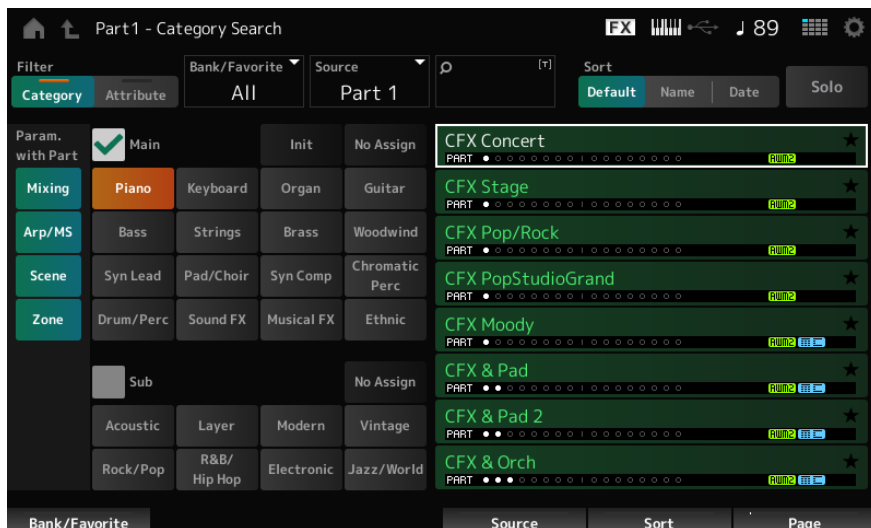 Part1 - Category Search
FX
♩ 89
Filter
Category
Attribute
Bank/Favorite
All
Source
Part 1
[T]
Sort
Default
Name
Date
Solo
Param.
with Part
Mixing
Arp/MS
Scene
Zone
Main
Init
No Assign
Piano
Keyboard
Organ
Guitar
Bass
Strings
Brass
Woodwind
Syn Lead
Pad/Choir
Syn Comp
Chromatic
Perc
Drum/Perc
Sound FX
Musical FX
Ethnic
Sub
No Assign
Acoustic
Layer
Modern
Vintage
Rock/Pop
R&B/
Hip Hop
Electronic
Jazz/World
CFX Concert
PART
AWM2
CFX Stage
PART
AWM2
CFX Pop/Rock
PART
AWM2
CFX PopStudioGrand
PART
AWM2
CFX Moody
PART
AWM2
CFX & Pad
PART
AWM2
CFX & Pad 2
PART
AWM2
CFX & Orch
PART
AWM2
Bank/Favorite
Source
Sort
Page